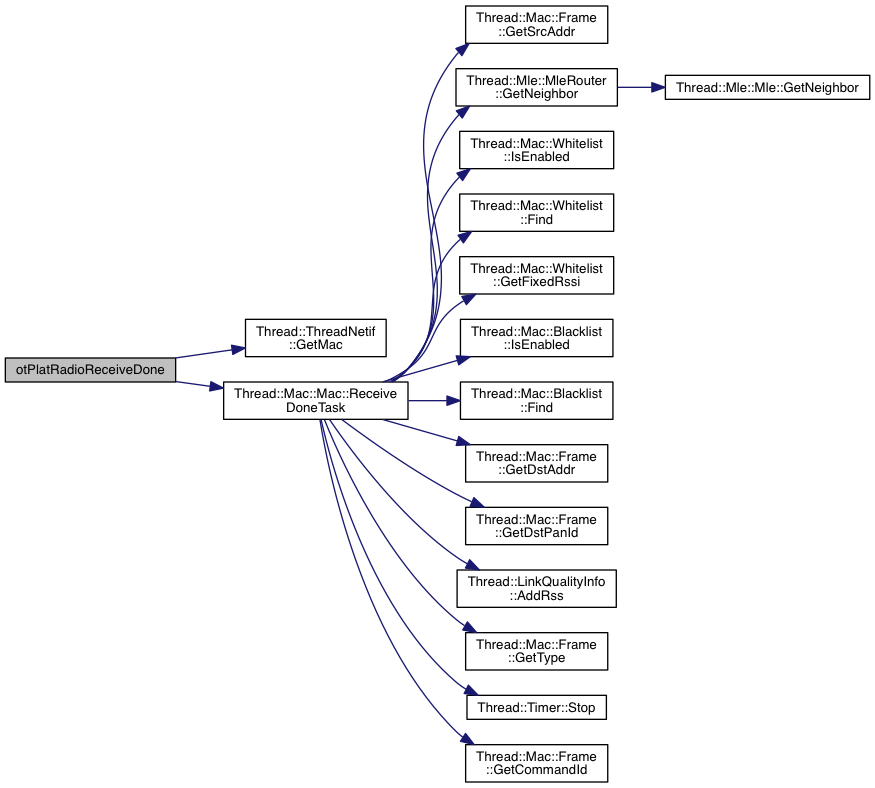 otPlatRadioReceiveDone
Thread::ThreadNetif
::GetMac
Thread::Mac::Mac::Receive
DoneTask
Thread::Mac::Frame
::GetSrcAddr
Thread::Mle::MleRouter
::GetNeighbor
Thread::Mle::Mle::GetNeighbor
Thread::Mac::Whitelist
::IsEnabled
Thread::Mac::Whitelist
::Find
Thread::Mac::Whitelist
::GetFixedRssi
Thread::Mac::Blacklist
::IsEnabled
Thread::Mac::Blacklist
::Find
Thread::Mac::Frame
::GetDstAddr
Thread::Mac::Frame
::GetDstPanId
Thread::LinkQualityInfo
::AddRss
Thread::Mac::Frame
::GetType
Thread::Timer::Stop
Thread::Mac::Frame
::GetCommandId